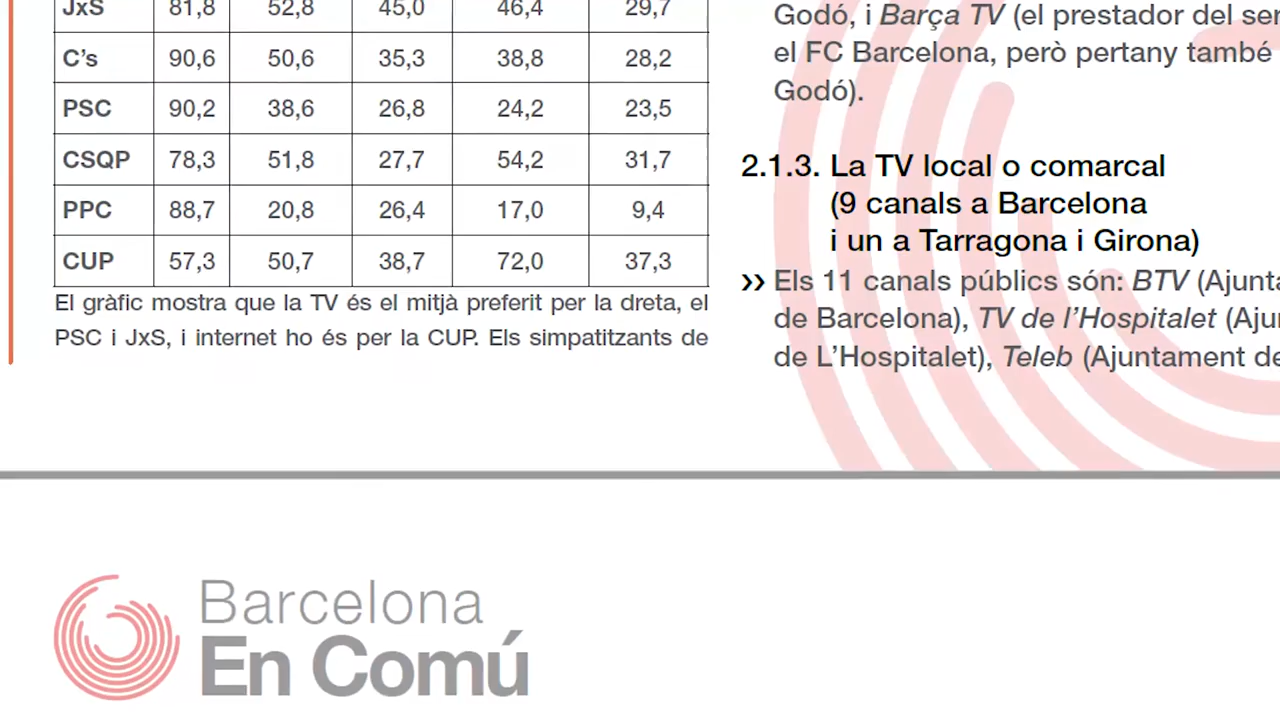 JxS 81,8 52,8 45,0 46,4 29,7
C's 90,6 50,6 35,3 38,8 28,2
PSC 90,2 38,6 26,8 24,2 23,5
CSQP 78,3 51,8 27,7 54,2 31,7
PPC 88,7 20,8 26,4 17,0 9,4
CUP 57,3 50,7 38,7 72,0 37,3
El gràfic mostra que la TV és el mitjà preferit per la dreta, el
PSC i JxS, i internet ho és per la CUP. Els simpatitzants de
Godó, i Barça TV (el prestador del ser
el FC Barcelona, però pertany també
Godó).
2.1.3. La TV local o comarcal
(9 canals a Barcelona
i un a Tarragona i Girona)
›› Els 11 canals públics són: BTV (Ajunta
de Barcelona), TV de l'Hospitalet (Aju
de L'Hospitalet), Teleb (Ajuntament de
Barcelona
En Comú